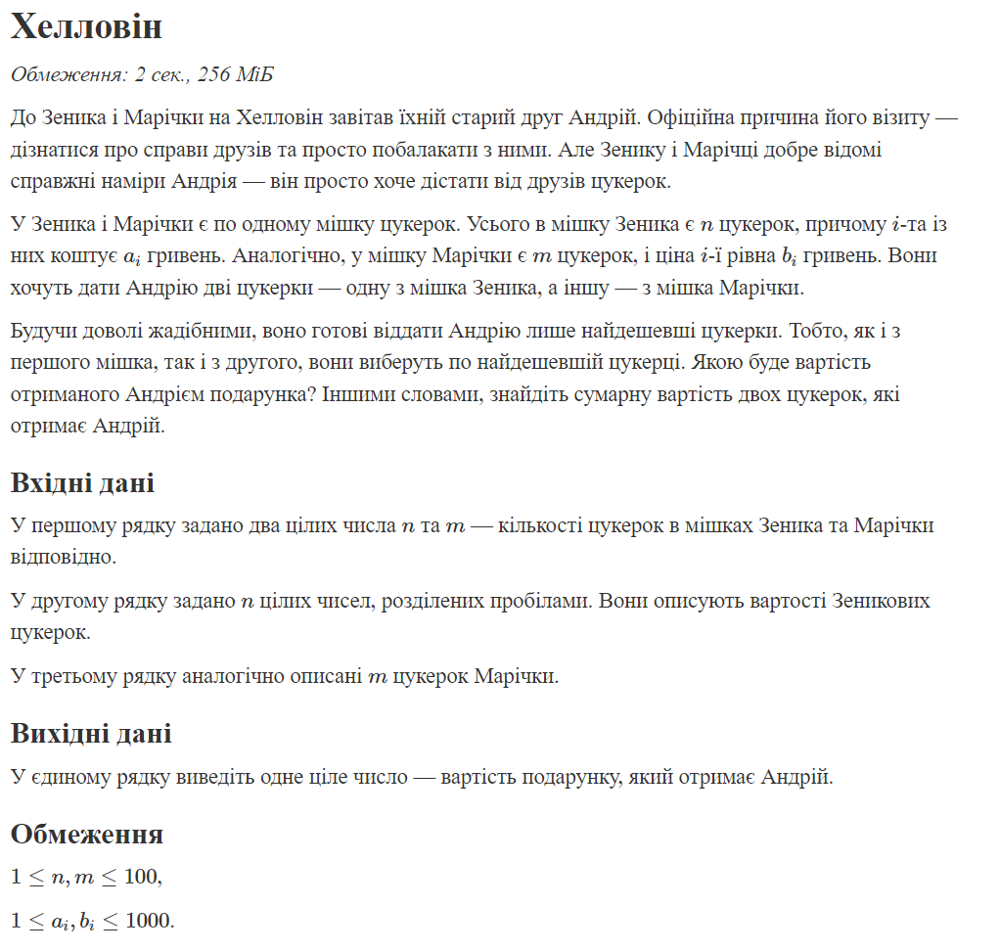 Хелловін
Обмеження: 2 сек., 256 МіБ
До Зеника і Марічки на Хелловін завітав їхній старий друг Андрій. Офіційна причина його візиту —
дізнатися про справи друзів та просто побалакати з ними. Але Зенику і Марічці добре відомі
справжні наміри Андрія — він просто хоче дістати від друзів цукерок.
У Зеника і Марічки є по одному мішку цукерок. Усього в мішку Зеника є n цукерок, причому i-та із
них коштує a_i гривень. Аналогічно, у мішку Марічки є m цукерок, і ціна i-ї рівна b_i гривень. Вони
хочуть дати Андрію дві цукерки — одну з мішка Зеника, а іншу — з мішка Марічки.
Будучи доволі жадібними, воно готові віддати Андрію лише найдешевші цукерки. Тобто, як і з
першого мішка, так і з другого, вони виберуть по найдешевшій цукерці. Якою буде вартість
отриманого Андрієм подарунка? Іншими словами, знайдіть сумарну вартість двох цукерок, які
отримає Андрій.
Вхідні дані
У першому рядку задано два цілих числа n та m — кількості цукерок в мішках Зеника та Марічки
відповідно.
У другому рядку задано n цілих чисел, розділених пробілами. Вони описують вартості Зеникових
цукерок.
У третьому рядку аналогічно описані m цукерок Марічки.
Вихідні дані
У єдиному рядку виведіть одне ціле число — вартість подарунку, який отримає Андрій.
Обмеження
1 ≤ n, m ≤ 100,
1 ≤ a_i, b_i ≤ 1000.